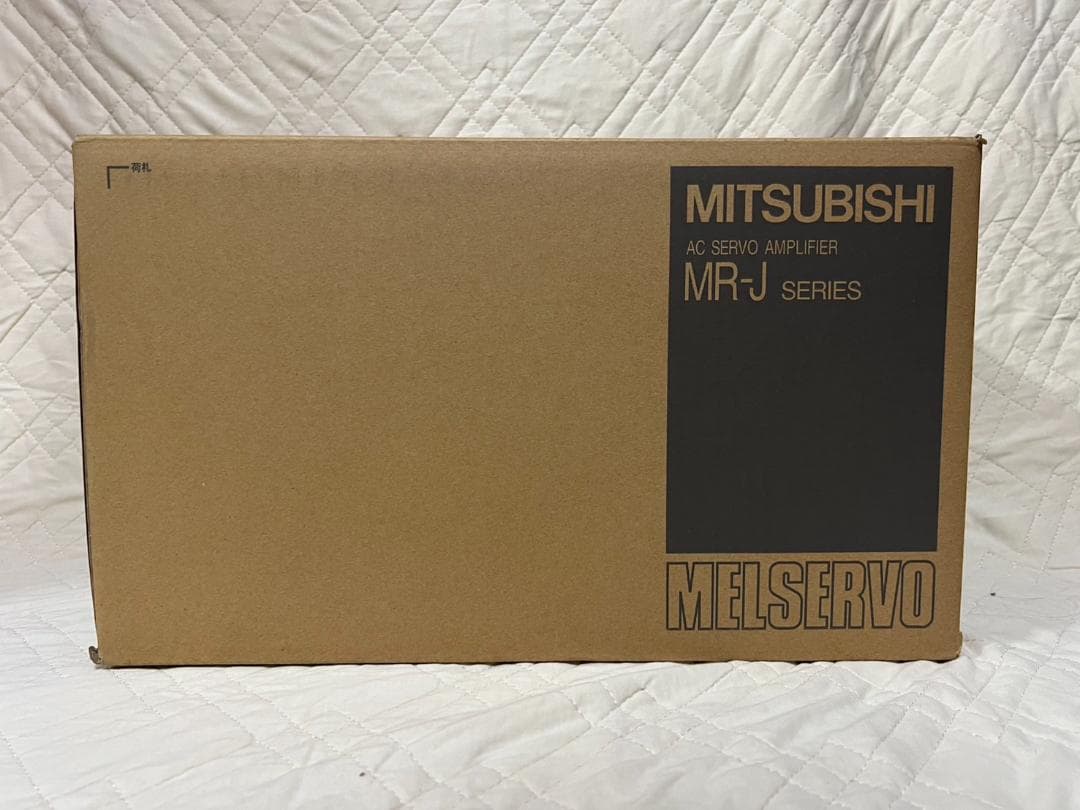 荷札
MITSUBISHI
AC SERVO AMPLIFIER
MR-J SERIES
MELSERVO